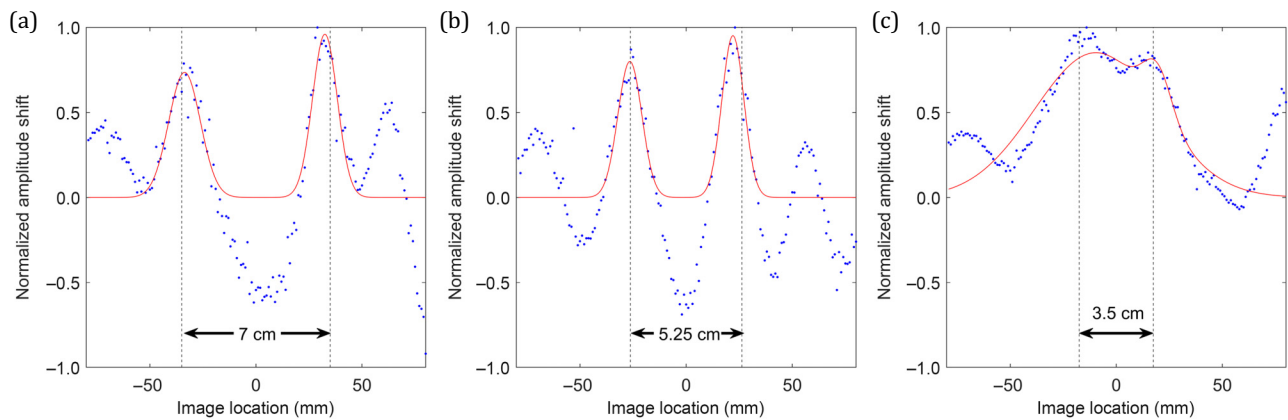 (a)
1.0
0.5
0.0
−0.5
−1.0
Normalized amplitude shift
7 cm
−50 0 50
Image location (mm)
(b)
1.0
0.5
0.0
−0.5
−1.0
Normalized amplitude shift
5.25 cm
−50 0 50
Image location (mm)
(c)
1.0
0.5
0.0
−0.5
−1.0
Normalized amplitude shift
3.5 cm
−50 0 50
Image location (mm)